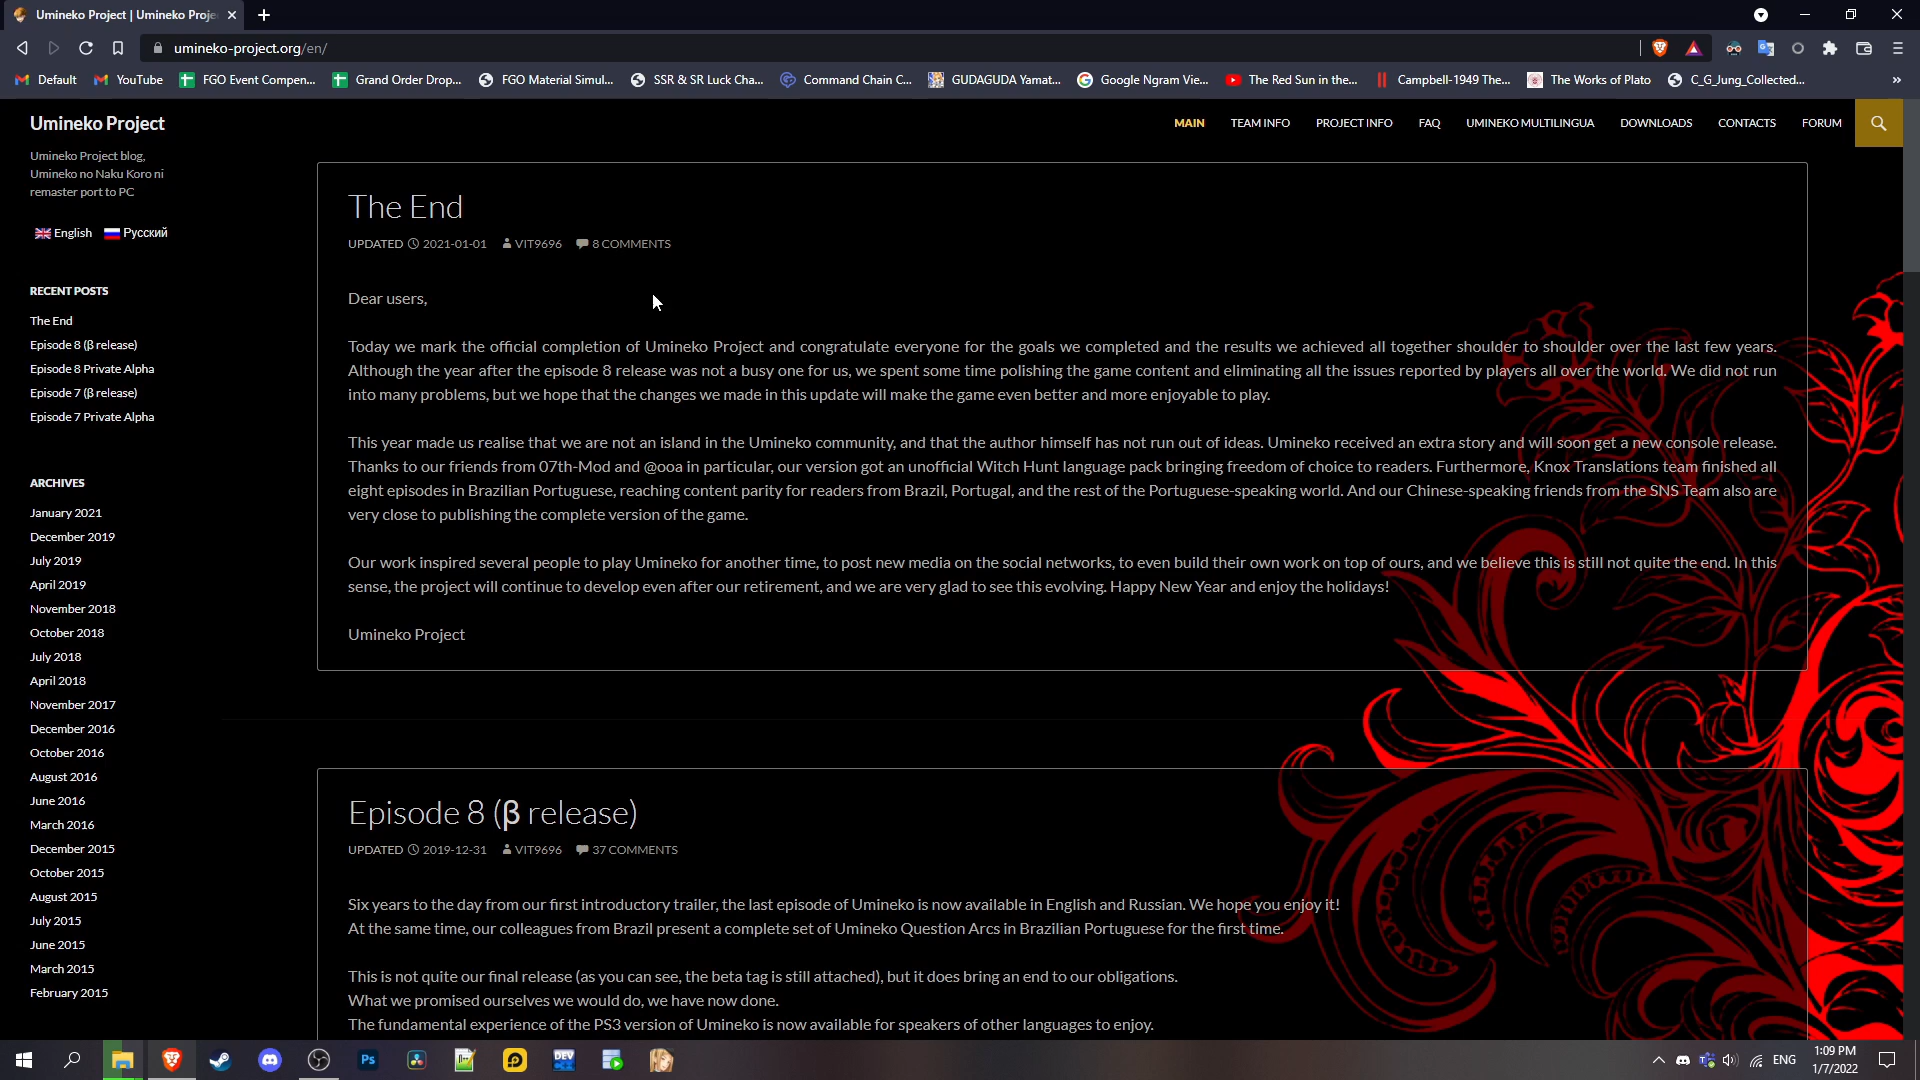 Umineko Project | Umineko Proje
umineko-project.org/en/
Default
YouTube
FGO Event Compen...
Grand Order Drop...
FGO Material Simul...
SSR & SR Luck Cha...
Command Chain C...
GUDAGUDA Yamat...
Google Ngram Vie...
The Red Sun in the...
Campbell-1949 The...
The Works of Plato
C_G_Jung_Collected...
»
Umineko Project
MAIN
TEAM INFO
PROJECT INFO
FAQ
UMINEKO MULTILINGUA
DOWNLOADS
CONTACTS
FORUM
Umineko Project blog,
Umineko no Naku Koro ni
remaster port to PC
English
Русский
RECENT POSTS
The End
Episode 8 (β release)
Episode 8 Private Alpha
Episode 7 (β release)
Episode 7 Private Alpha
ARCHIVES
January 2021
December 2019
July 2019
April 2019
November 2018
October 2018
July 2018
April 2018
November 2017
December 2016
October 2016
August 2016
June 2016
March 2016
December 2015
October 2015
August 2015
July 2015
June 2015
March 2015
February 2015
The End
UPDATED 2021-01-01 VIT9696 8 COMMENTS
Dear users,
Today we mark the official completion of Umineko Project and congratulate everyone for the goals we completed and the results we achieved all together shoulder to shoulder over the last few years.
Although the year after the episode 8 release was not a busy one for us, we spent some time polishing the game content and eliminating all the issues reported by players all over the world. We did not run
into many problems, but we hope that the changes we made in this update will make the game even better and more enjoyable to play.
This year made us realise that we are not an island in the Umineko community, and that the author himself has not run out of ideas. Umineko received an extra story and will soon get a new console release.
Thanks to our friends from 07th-Mod and @ooa in particular, our version got an unofficial Witch Hunt language pack bringing freedom of choice to readers. Furthermore, Knox Translations team finished all
eight episodes in Brazilian Portuguese, reaching content parity for readers from Brazil, Portugal, and the rest of the Portuguese-speaking world. And our Chinese-speaking friends from the SNS Team also are
very close to publishing the complete version of the game.
Our work inspired several people to play Umineko for another time, to post new media on the social networks, to even build their own work on top of ours, and we believe this is still not quite the end. In this
sense, the project will continue to develop even after our retirement, and we are very glad to see this evolving. Happy New Year and enjoy the holidays!
Umineko Project
Episode 8 (β release)
UPDATED 2019-12-31 VIT9696 37 COMMENTS
Six years to the day from our first introductory trailer, the last episode of Umineko is now available in English and Russian. We hope you enjoy it!
At the same time, our colleagues from Brazil present a complete set of Umineko Question Arcs in Brazilian Portuguese for the first time.
This is not quite our final release (as you can see, the beta tag is still attached), but it does bring an end to our obligations.
What we promised ourselves we would do, we have now done.
The fundamental experience of the PS3 version of Umineko is now available for speakers of other languages to enjoy.
Ps
DEV
ENG
1:09 PM
1/7/2022